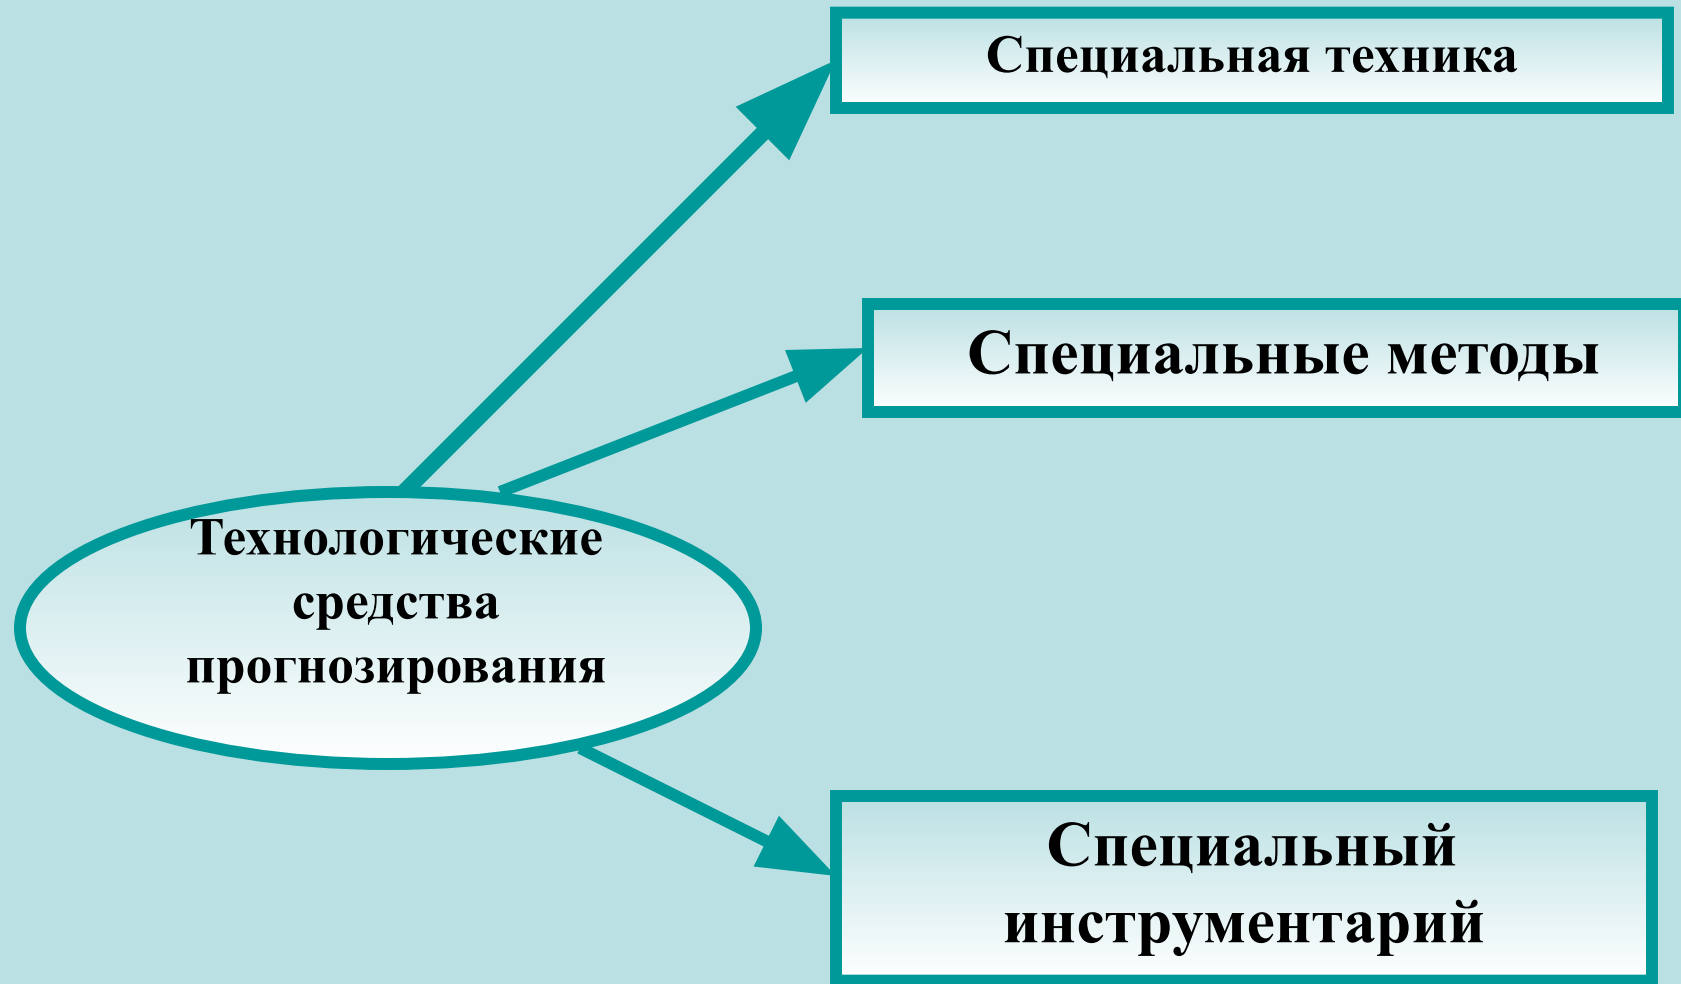 Специальная техника
Специальные методы
Технологические
средства
прогнозирования
Специальный
инструментарий